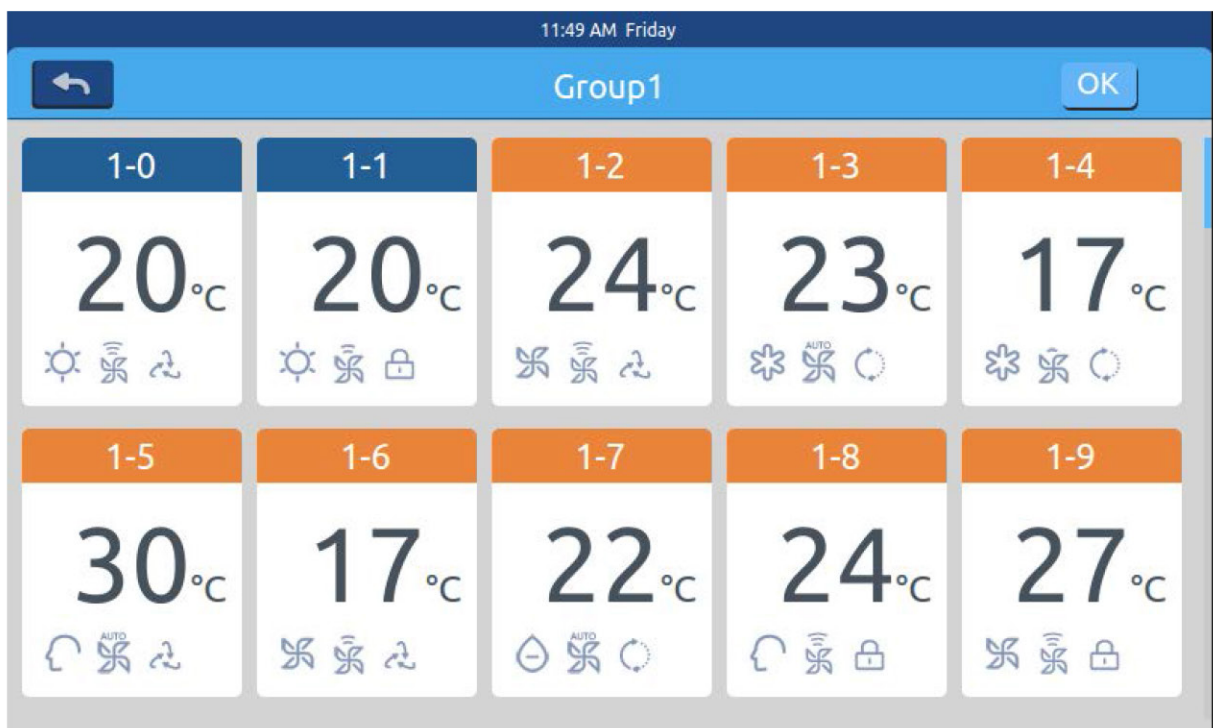 11:49 AM Friday
Group1
OK
1-0
1-1
1-2
1-3
1-4
20°C
20°C
24°C
23°C
17°C
AUTO
1-5
1-6
1-7
1-8
1-9
30°C
17°C
22°C
24°C
27°C
AUTO
AUTO